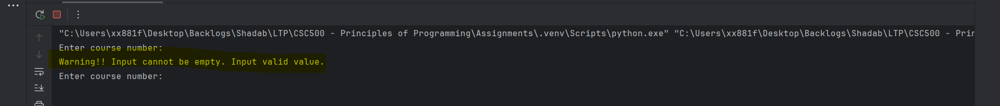 "C:\Users\xx881f\Desktop\Backlogs\Shadab\LTP\CSC500 - Principles of Programming\Assignments\.venv\Scripts\python.exe" "C:\Users\xx881f\Desktop\Backlogs\Shadab\LTP\CSC500 - Prin
Enter course number:
Warning!! Input cannot be empty. Input valid value.
Enter course number: